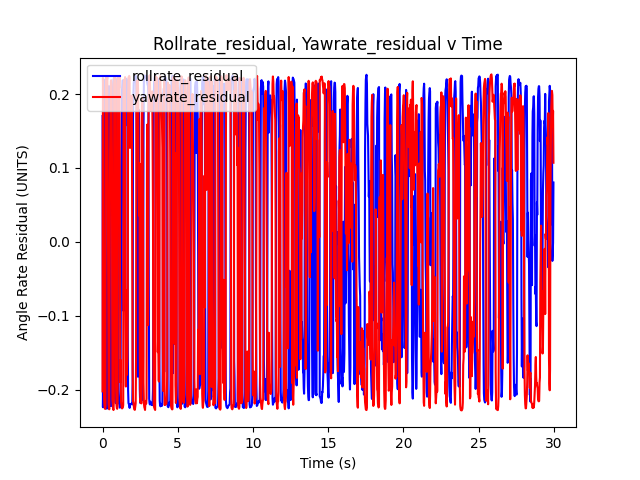 Rollrate_residual, Yawrate_residual v Time
rollrate_residual
yawrate_residual
Angle Rate Residual (UNITS)
0.2
0.1
0.0
−0.1
−0.2
0
5
10
15
20
25
30
Time (s)